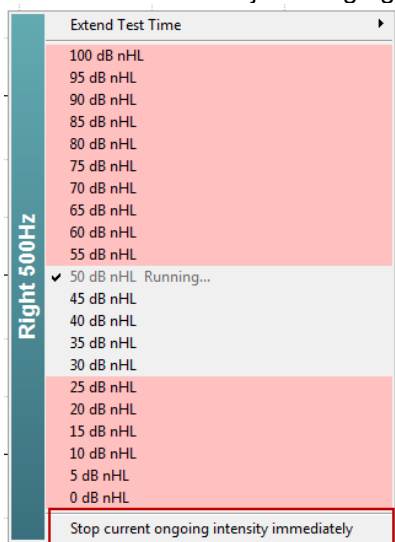 Extend Test Time
100 dB nHL
95 dB nHL
90 dB nHL
85 dB nHL
80 dB nHL
75 dB nHL
70 dB nHL
65 dB nHL
60 dB nHL
55 dB nHL
50 dB nHL Running...
45 dB nHL
40 dB nHL
35 dB nHL
30 dB nHL
25 dB nHL
20 dB nHL
15 dB nHL
10 dB nHL
5 dB nHL
0 dB nHL
Stop current ongoing intensity immediately
Right 500Hz